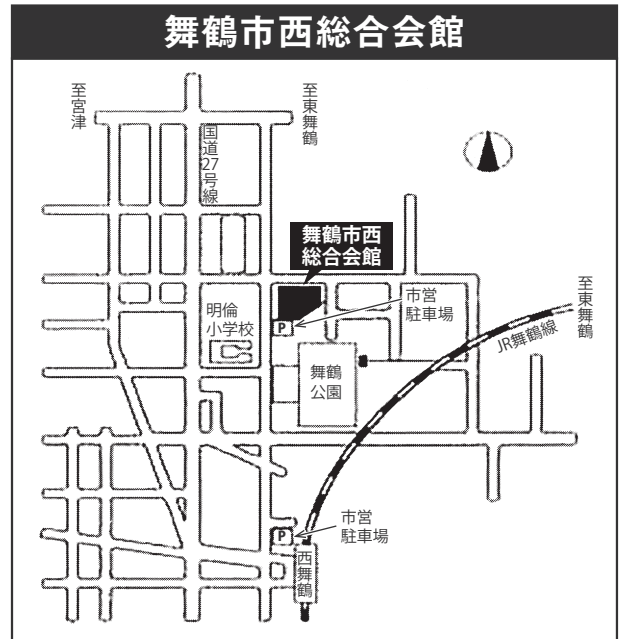 舞鶴市西総合会館
至宮津
至東舞鶴
国道27号線
舞鶴市西
総合会館
至東舞鶴
市営
駐車場
明倫
小学校
P
JR舞鶴線
舞鶴
公園
市営
駐車場
P
西舞鶴